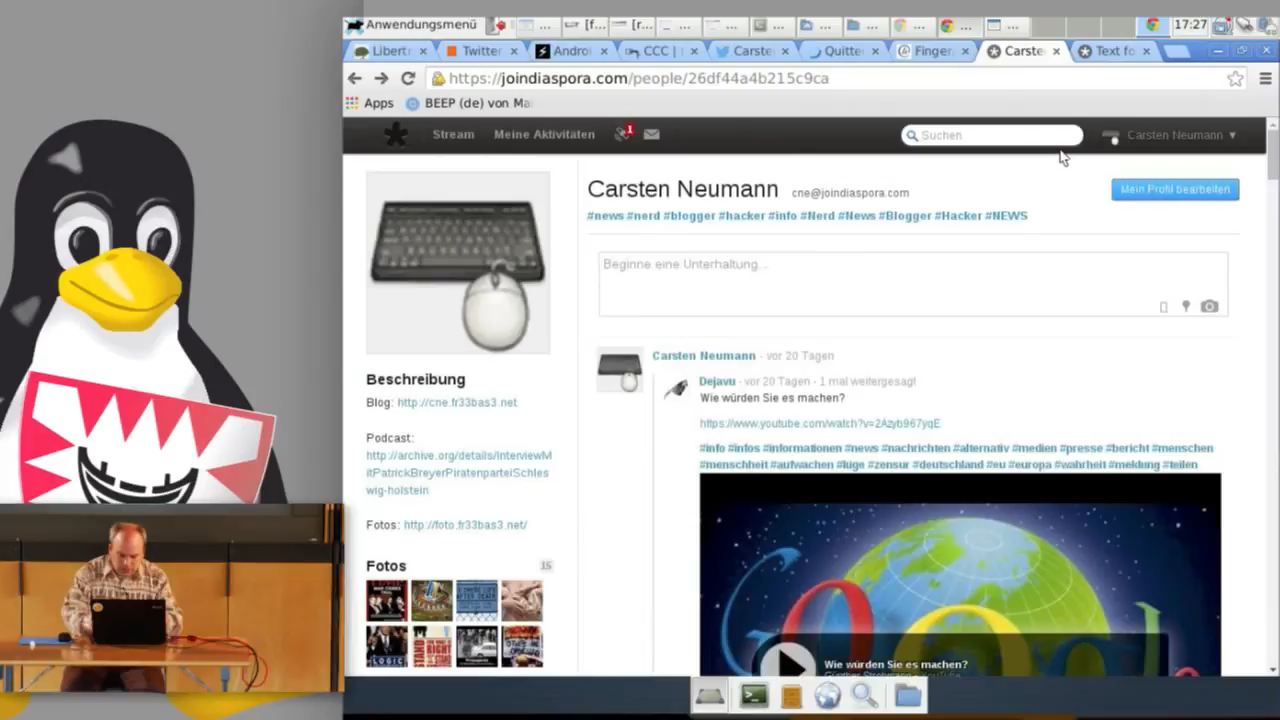 Anwendungsmenü
17:27
Libertr
Twitter
Androi
CCC |
Carste
Quitte
Finger
Carste
Text fo
https://joindiaspora.com/people/26df44a4b215c9ca
Apps
BEEP (de) von Ma
Stream
Meine Aktivitäten
1
Suchen
Carsten Neumann
Carsten Neumann
cne@joindiaspora.com
Mein Profil bearbeiten
#news #nerd #blogger #hacker #info #Nerd #News #Blogger #Hacker #NEWS
Beginne eine Unterhaltung...
Beschreibung
Blog: http://cne.fr33bas3.net
Podcast:
http://archive.org/details/InterviewM
itPatrickBreyerPiratenparteiSchles
wig-holstein
Fotos: http://foto.fr33bas3.net/
Fotos
15
Carsten Neumann - vor 20 Tagen
Dejavu - vor 20 Tagen - 1 mal weitergesagt
Wie würden Sie es machen?
https://www.youtube.com/watch?v=2Azyb967yqE
#info #infos #informationen #news #nachrichten #alternativ #medien #presse #bericht #menschen
#menschheit #aufwachen #lüge #zensur #deutschland #eu #europa #wahrheit #meldung #teilen
Wie würden Sie es machen?
LOGIC